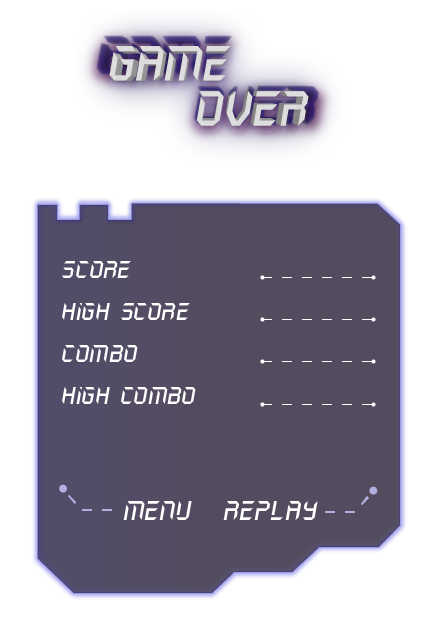 GAME
OVER
SCORE
HIGH SCORE
COMBO
HIGH COMBO
MENU REPLAY